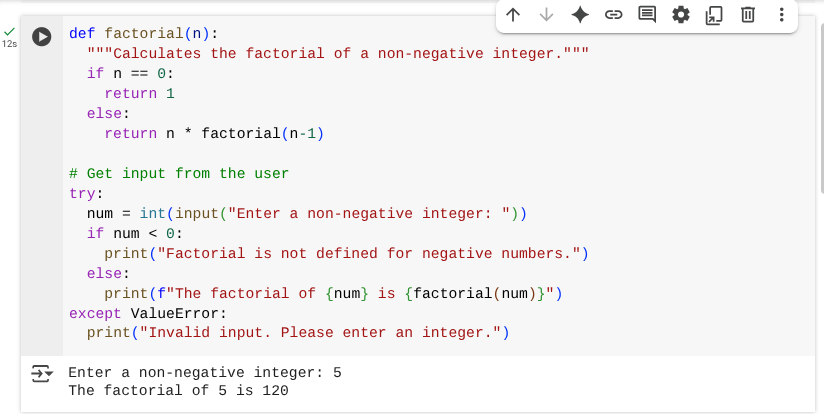 def factorial(n):
  """Calculates the factorial of a non-negative integer."""
  if n == 0:
    return 1
  else:
    return n * factorial(n-1)

# Get input from the user
try:
  num = int(input("Enter a non-negative integer: "))
  if num < 0:
    print("Factorial is not defined for negative numbers.")
  else:
    print(f"The factorial of {num} is {factorial(num)}")
except ValueError:
  print("Invalid input. Please enter an integer.")
12s
Enter a non-negative integer: 5
The factorial of 5 is 120